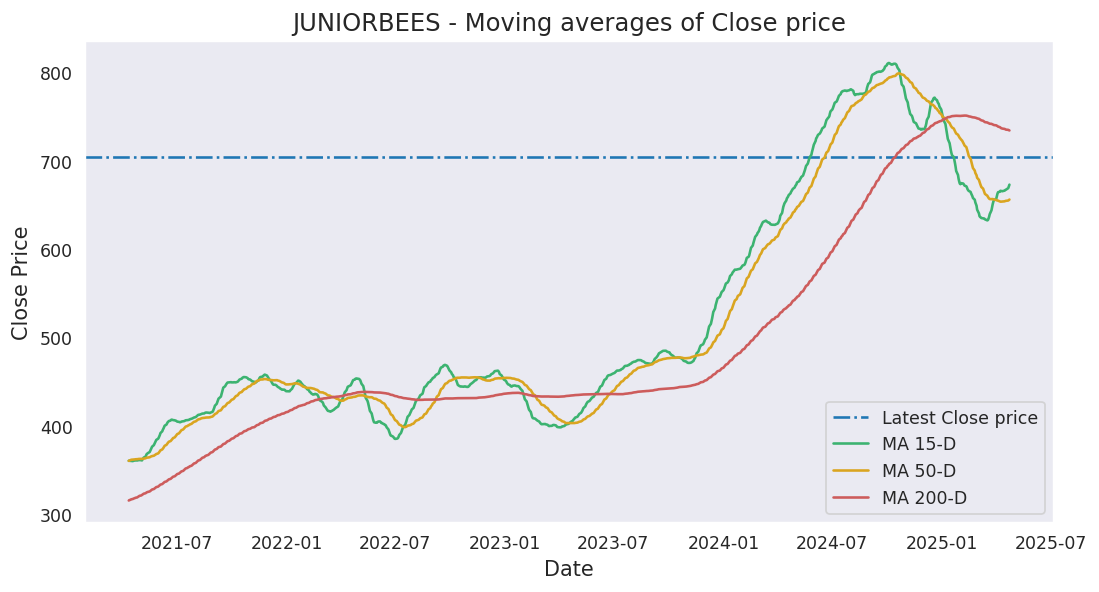 JUNIORBEES - Moving averages of Close price
Close Price
800
700
600
500
400
300
2021-07
2022-01
2022-07
2023-01
2023-07
2024-01
2024-07
2025-01
2025-07
Date
Latest Close price
MA 15-D
MA 50-D
MA 200-D